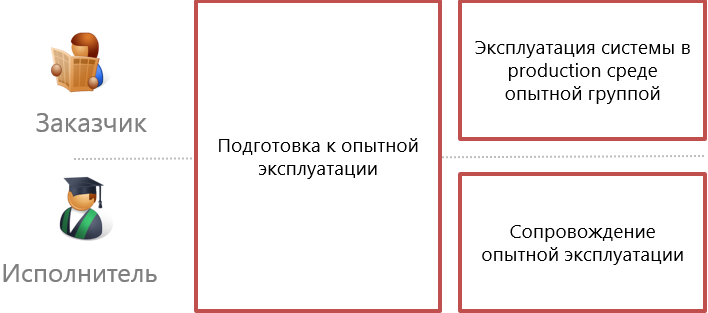 Заказчик
Исполнитель
Подготовка к опытной
эксплуатации
Эксплуатация системы в
production среде
опытной группой
Сопровождение
опытной эксплуатации